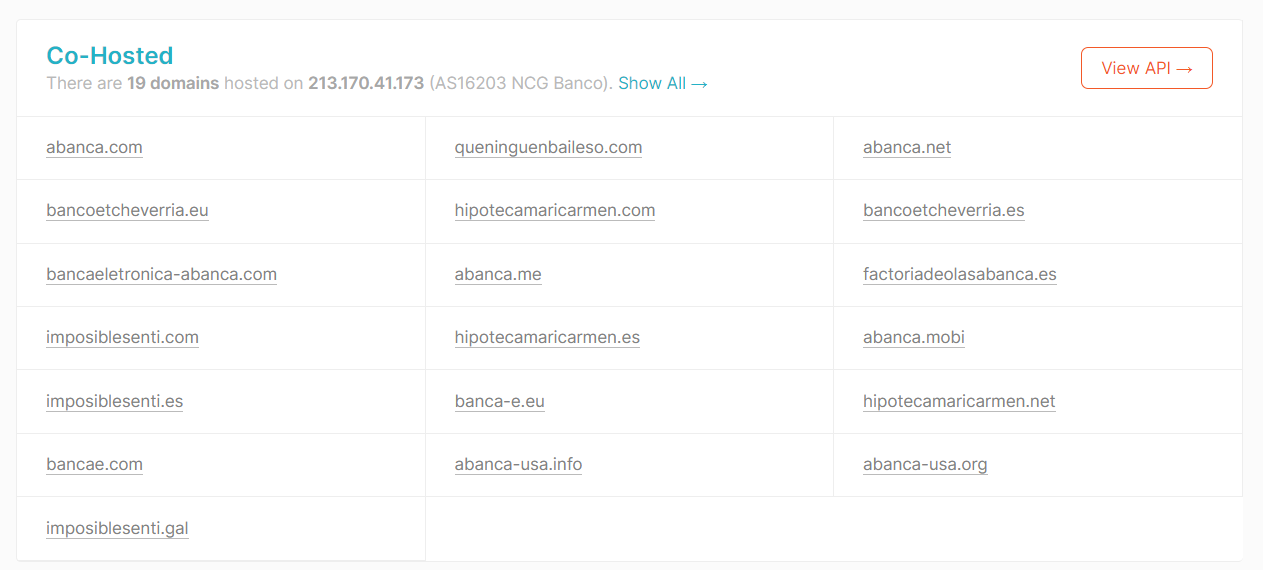 Co-Hosted
There are 19 domains hosted on 213.170.41.173 (AS16203 NCG Banco). Show All →
View API →
abanca.com
queninguenbaileso.com
abanca.net
bancoetcheverria.eu
hipotecamaricarmen.com
bancoetcheverria.es
bancaeletronica-abanca.com
abanca.me
factoriadeolasabanca.es
imposiblesenti.com
hipotecamaricarmen.es
abanca.mobi
imposiblesenti.es
banca-e.eu
hipotecamaricarmen.net
bancae.com
abanca-usa.info
abanca-usa.org
imposiblesenti.gal